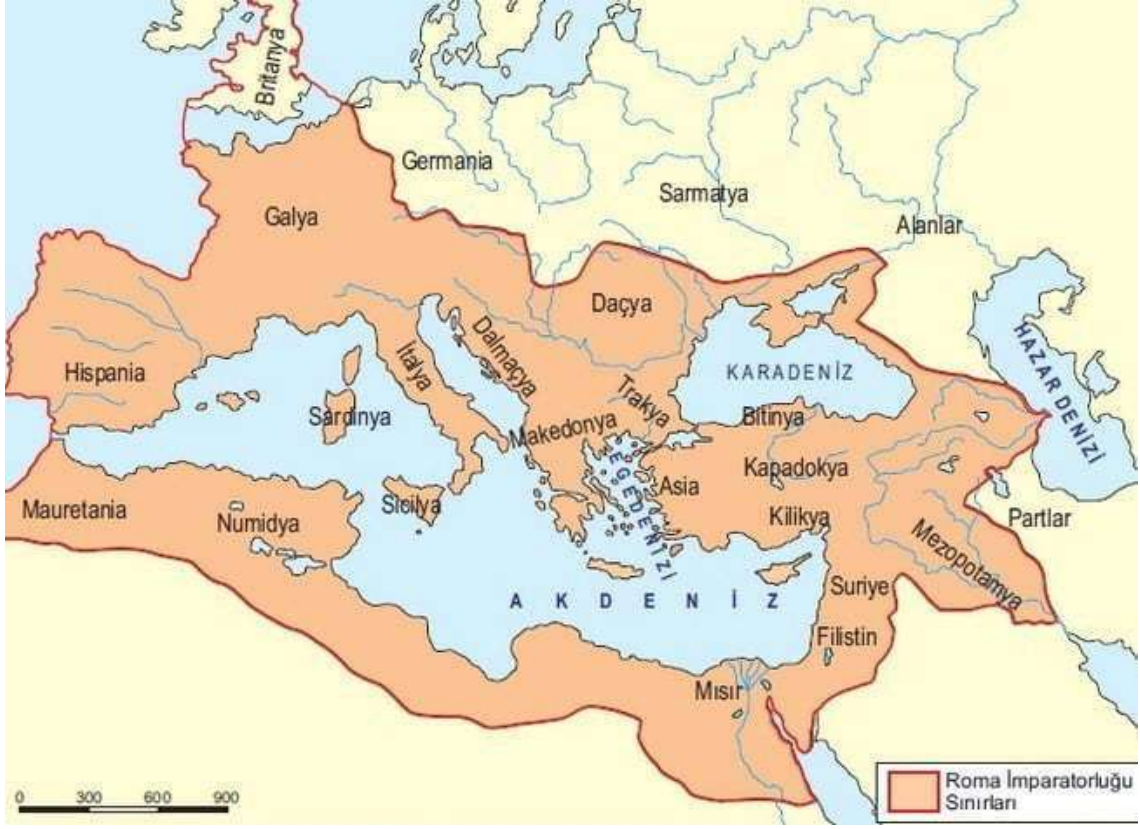 Britanya
Germania
Sarmatya
Galya
Alanlar
Daçya
HAZAR DENİZİ
Dalmaçya
İtalya
KARADENİZ
Hispania
Trakya
Sardinya
Bitinya
Makedonya
EGE DENİZİ
Kapadokya
Asia
Sicilya
Mauretania
Numidya
Kilikya
Partlar
Mezopotamya
Suriye
AKDENİZ
Filistin
Mısır
Roma İmparatorluğu
Sınırları
0 300 600 900